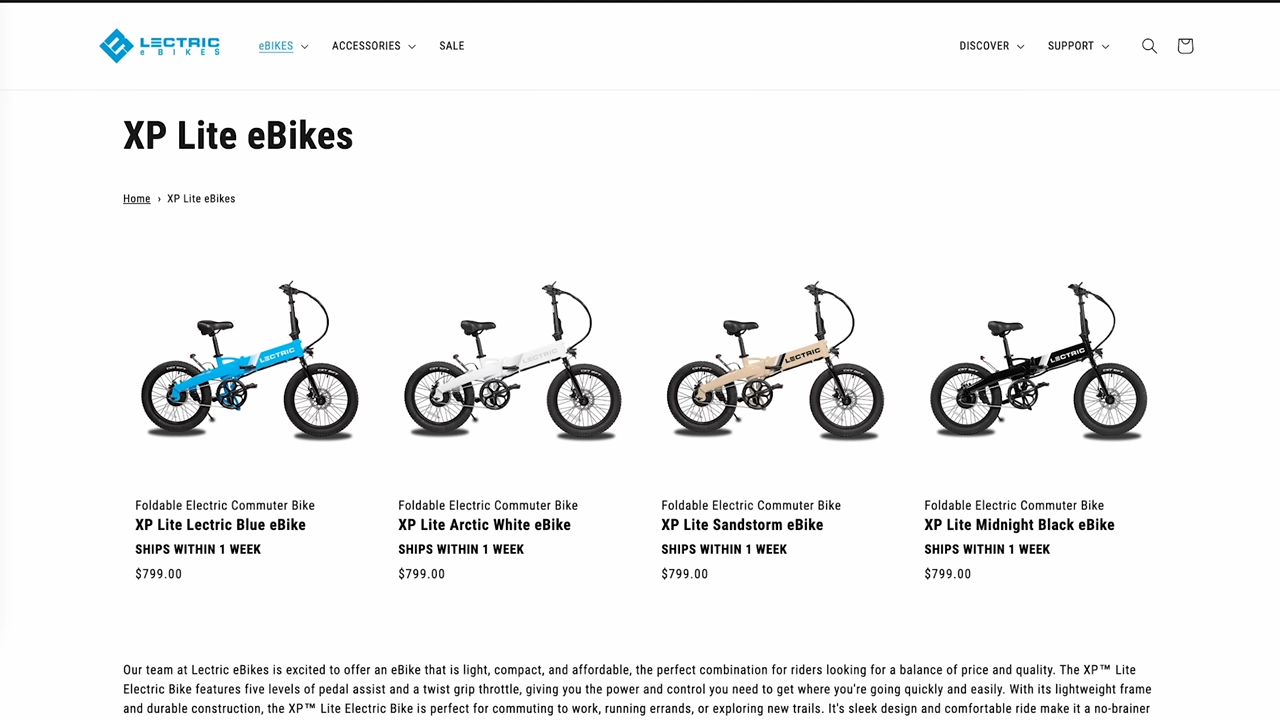 LECTRIC
eBIKES
eBIKES
ACCESSORIES
SALE
DISCOVER
SUPPORT
XP Lite eBikes
Home › XP Lite eBikes
LECTRIC
LECTRIC
LECTRIC
LECTRIC
Foldable Electric Commuter Bike
XP Lite Lectric Blue eBike
SHIPS WITHIN 1 WEEK
$799.00
Foldable Electric Commuter Bike
XP Lite Arctic White eBike
SHIPS WITHIN 1 WEEK
$799.00
Foldable Electric Commuter Bike
XP Lite Sandstorm eBike
SHIPS WITHIN 1 WEEK
$799.00
Foldable Electric Commuter Bike
XP Lite Midnight Black eBike
SHIPS WITHIN 1 WEEK
$799.00
Our team at Lectric eBikes is excited to offer an eBike that is light, compact, and affordable, the perfect combination for riders looking for a balance of price and quality. The XP™ Lite
Electric Bike features five levels of pedal assist and a twist grip throttle, giving you the power and control you need to get where you're going quickly and easily. With its lightweight frame
and durable construction, the XP™ Lite Electric Bike is perfect for commuting to work, running errands, or exploring new trails. It's sleek design and comfortable ride make it a no-brainer